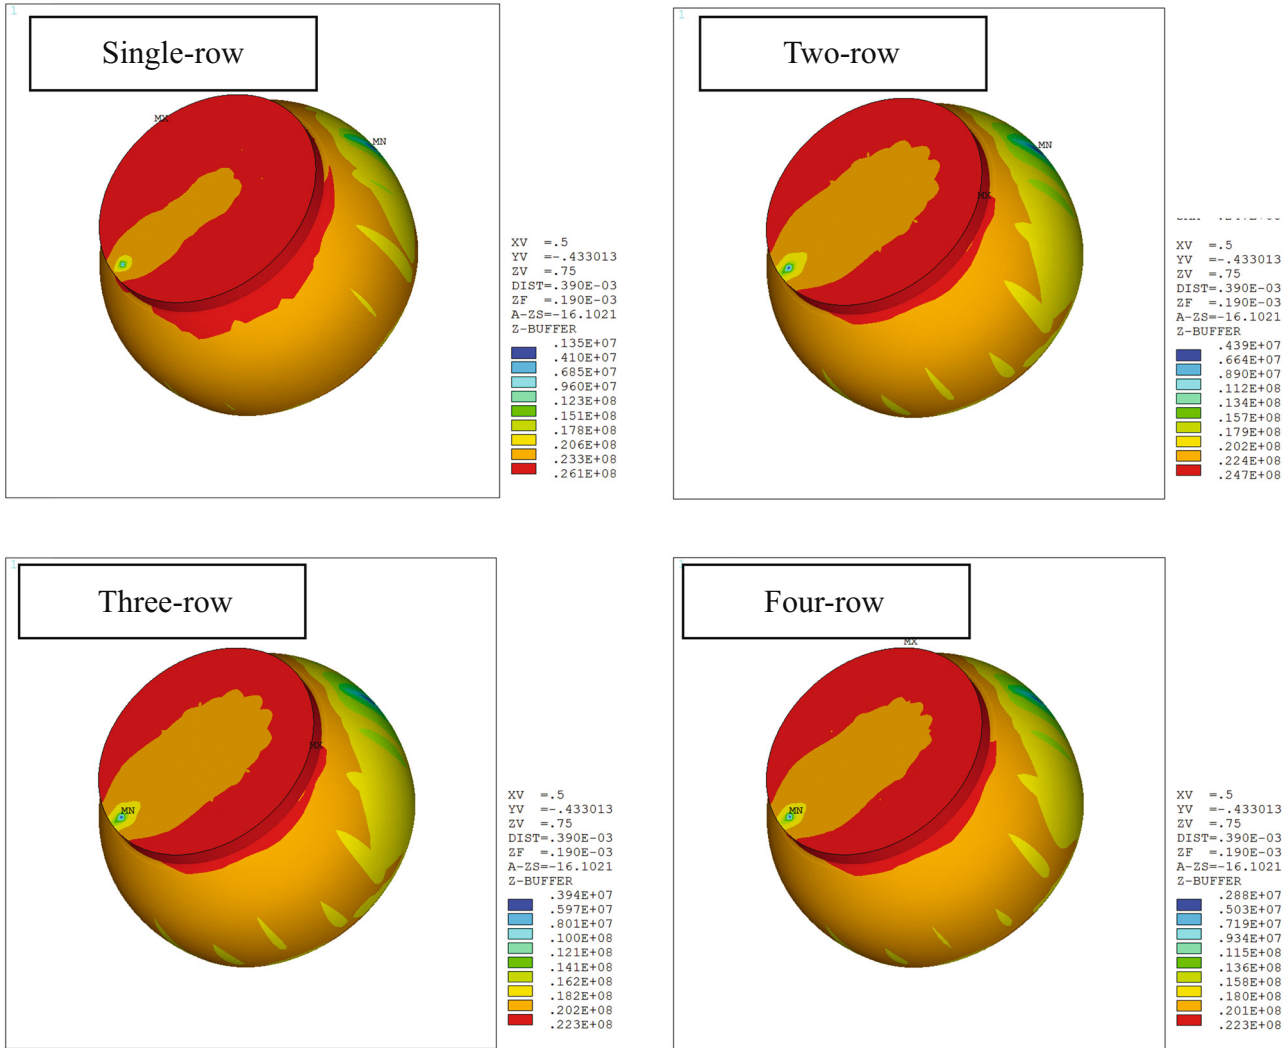 1
Single-row
MX
MN
XV =.5
YV =-.433013
ZV =.75
DIST=.390E-03
ZF =.190E-03
A-ZS=-16.1021
Z-BUFFER
.135E+07
.410E+07
.685E+07
.960E+07
.123E+08
.151E+08
.178E+08
.206E+08
.233E+08
.261E+08
1
Two-row
MN
MX
XV =.5
YV =-.433013
ZV =.75
DIST=.390E-03
ZF =.190E-03
A-ZS=-16.1021
Z-BUFFER
.439E+07
.664E+07
.890E+07
.112E+08
.134E+08
.157E+08
.179E+08
.202E+08
.224E+08
.247E+08
1
Three-row
MX
MN
XV =.5
YV =-.433013
ZV =.75
DIST=.390E-03
ZF =.190E-03
A-ZS=-16.1021
Z-BUFFER
.394E+07
.597E+07
.801E+07
.100E+08
.121E+08
.141E+08
.162E+08
.182E+08
.202E+08
.223E+08
1
Four-row
MX
MN
XV =.5
YV =-.433013
ZV =.75
DIST=.390E-03
ZF =.190E-03
A-ZS=-16.1021
Z-BUFFER
.288E+07
.503E+07
.719E+07
.934E+07
.115E+08
.136E+08
.158E+08
.180E+08
.201E+08
.223E+08